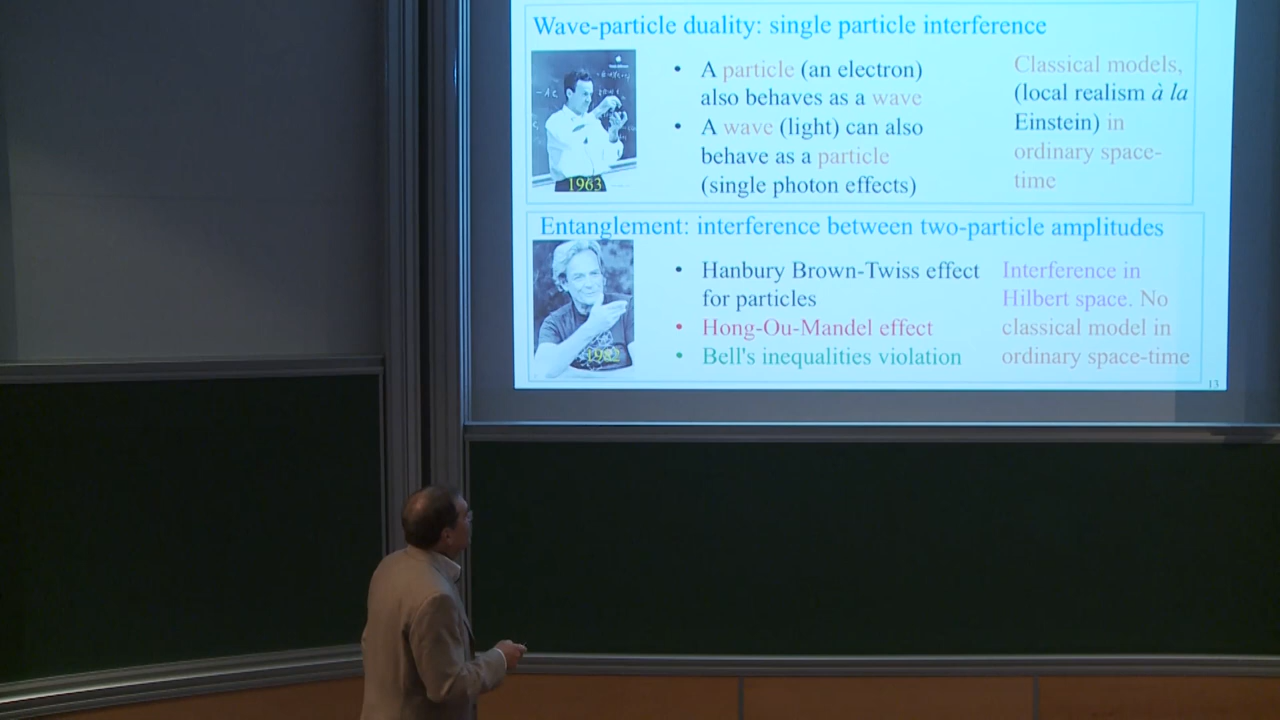 Wave-particle duality: single particle interference
• A particle (an electron)
also behaves as a wave
• A wave (light) can also
behave as a particle
(single photon effects)
Classical models,
(local realism à la
Einstein) in
ordinary space-
time
1963
Entanglement: interference between two-particle amplitudes
• Hanbury Brown-Twiss effect
for particles
• Hong-Ou-Mandel effect
• Bell's inequalities violation
Interference in
Hilbert space. No
classical model in
ordinary space-time
1982
13